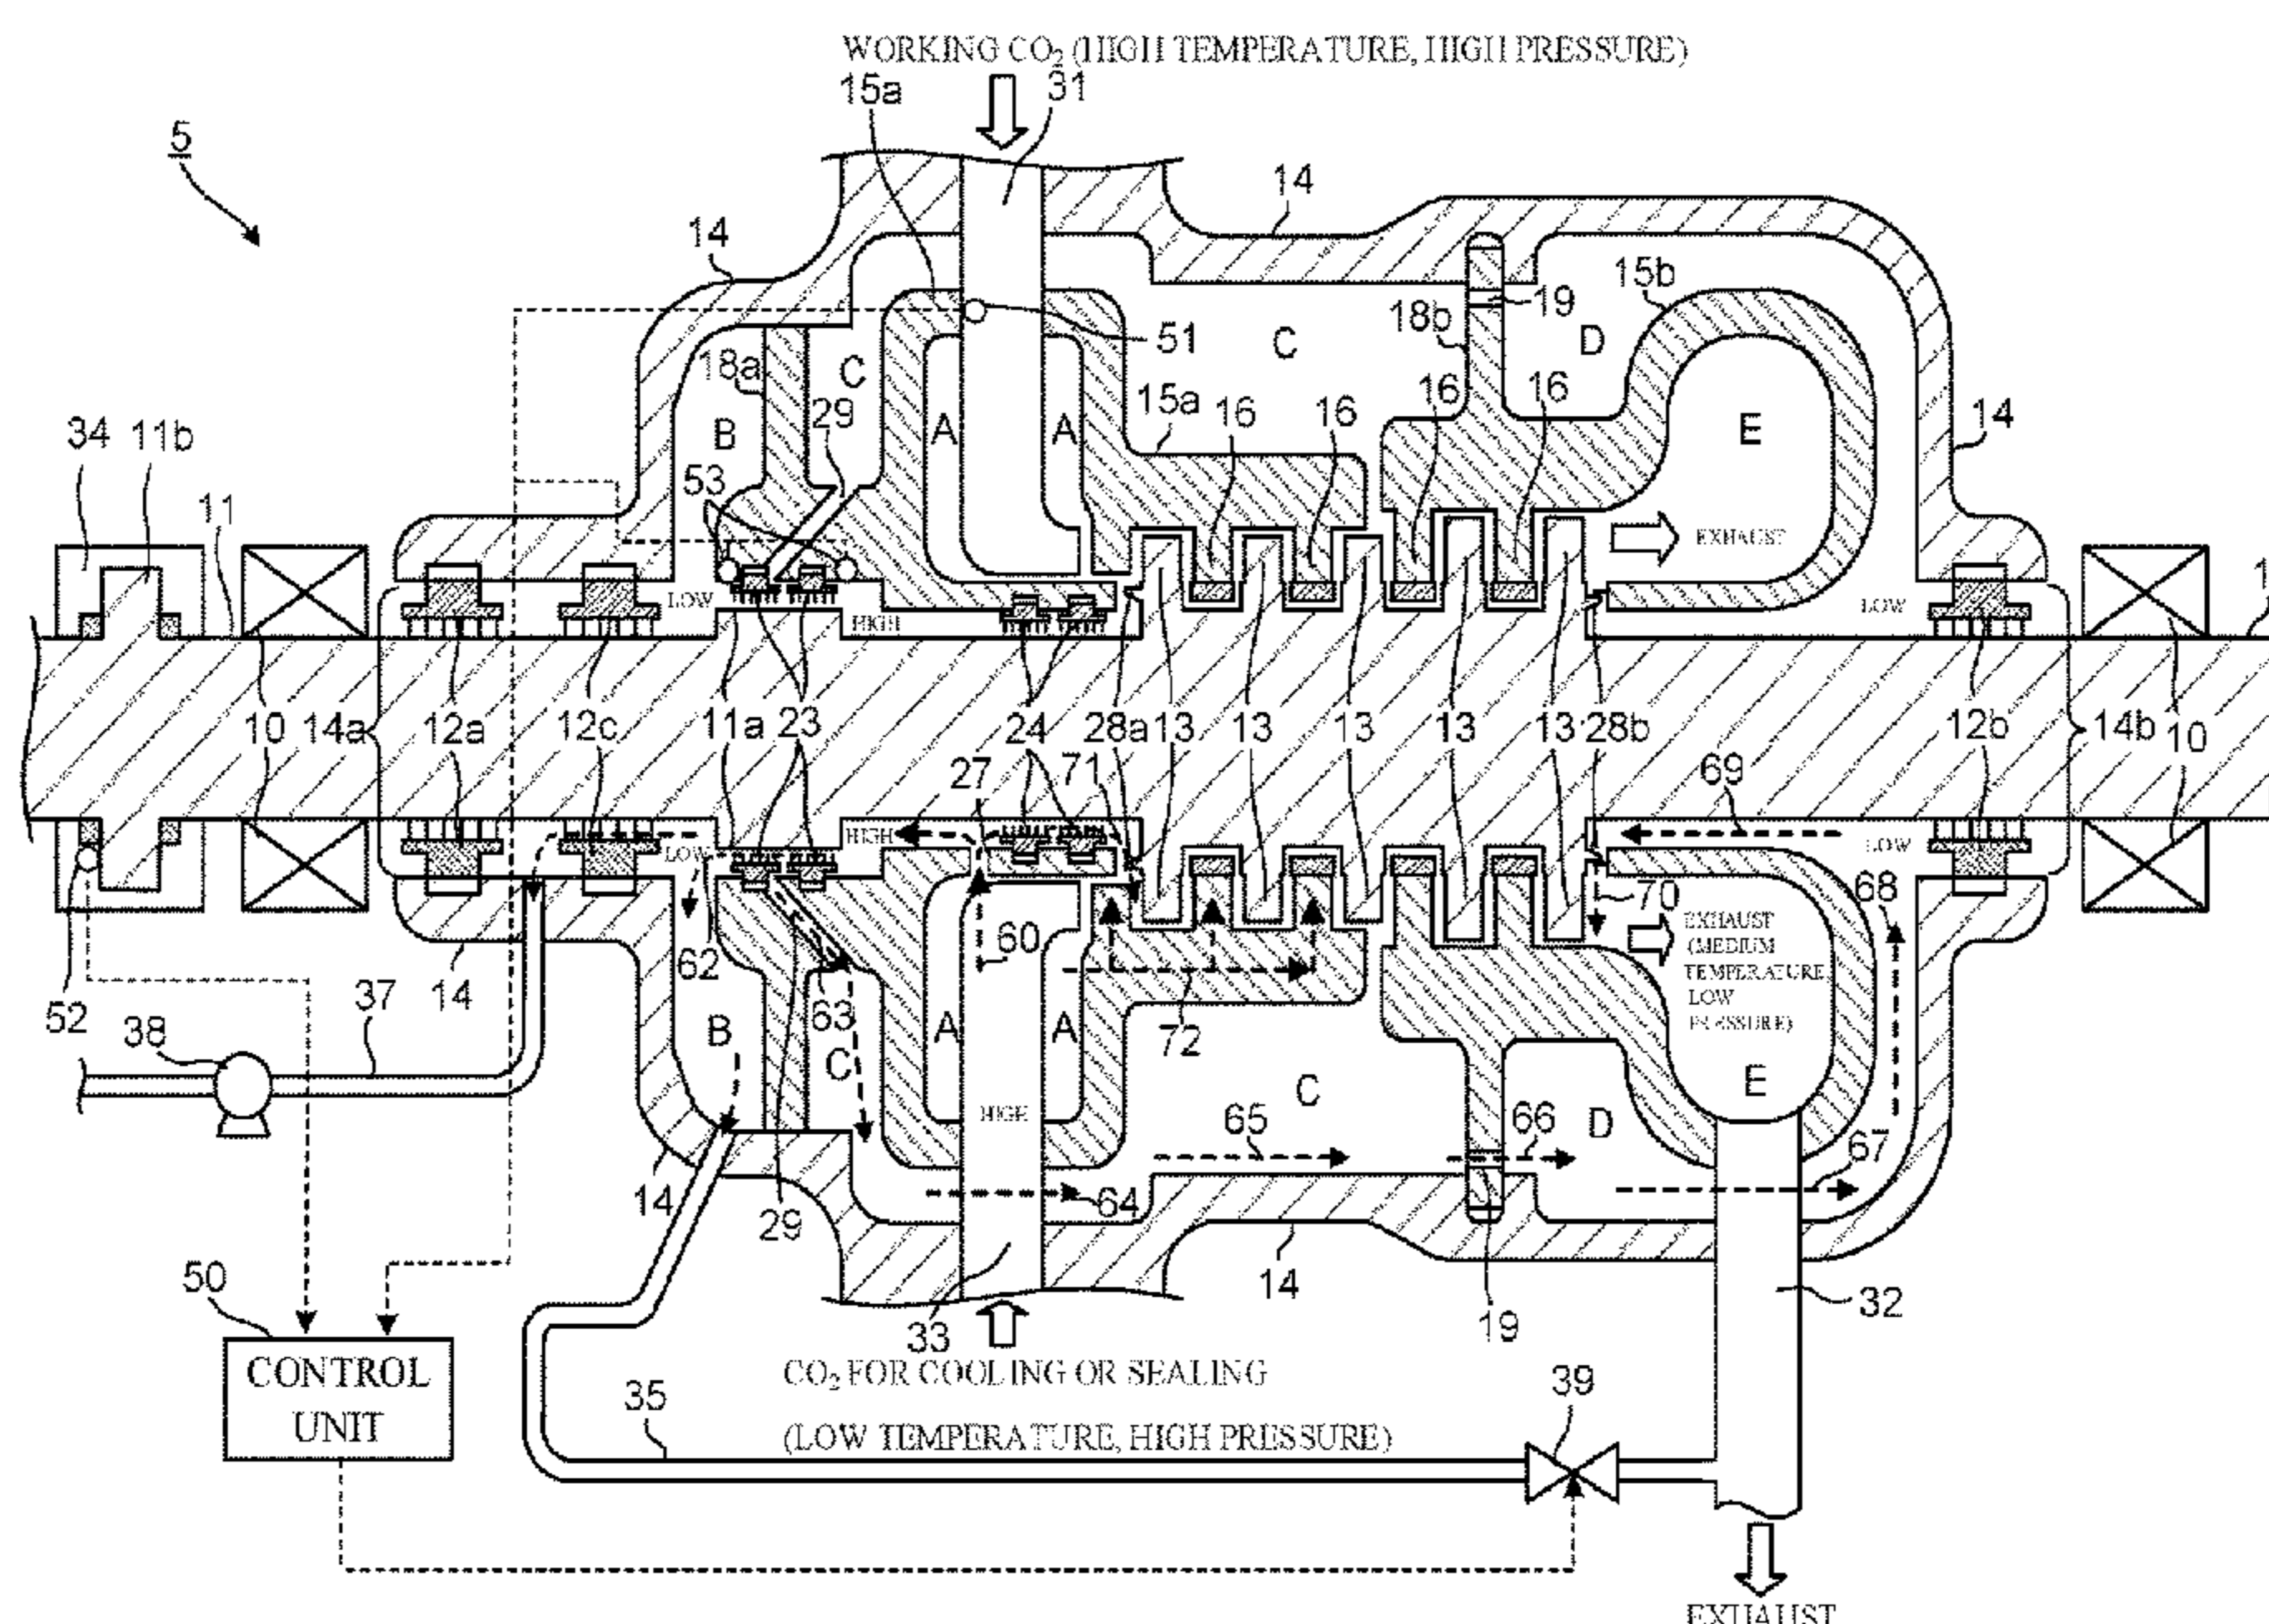 WORKING CO₂ (HIGH TEMPERATURE, HIGH PRESSURE)
15a 31
5
14 14
15b
19
18b
51 C D
18a C
15a 16 16 16 16
29
34 11b B A A E 14
53
11
EXHAUST
LOW LOW
HIGH
10 14a 12a 12c 11a 23 24 28a 13 13 13 13 13 28b 12b 14b 10
27 71 69
HIGH
LOW LOW
68
70
60 EXHAUST
(MEDIUM
62 TEMPERATURE,
14 LOW
52 63 72 PRESSURE)
38 37 B A A
C E
HIGH C
65 66 D
67
14 29 64
50 14 19 32
33
CO₂ FOR COOLING OR SEALING
CONTROL
UNIT
35 39
(LOW TEMPERATURE, HIGH PRESSURE)
EXHAUST